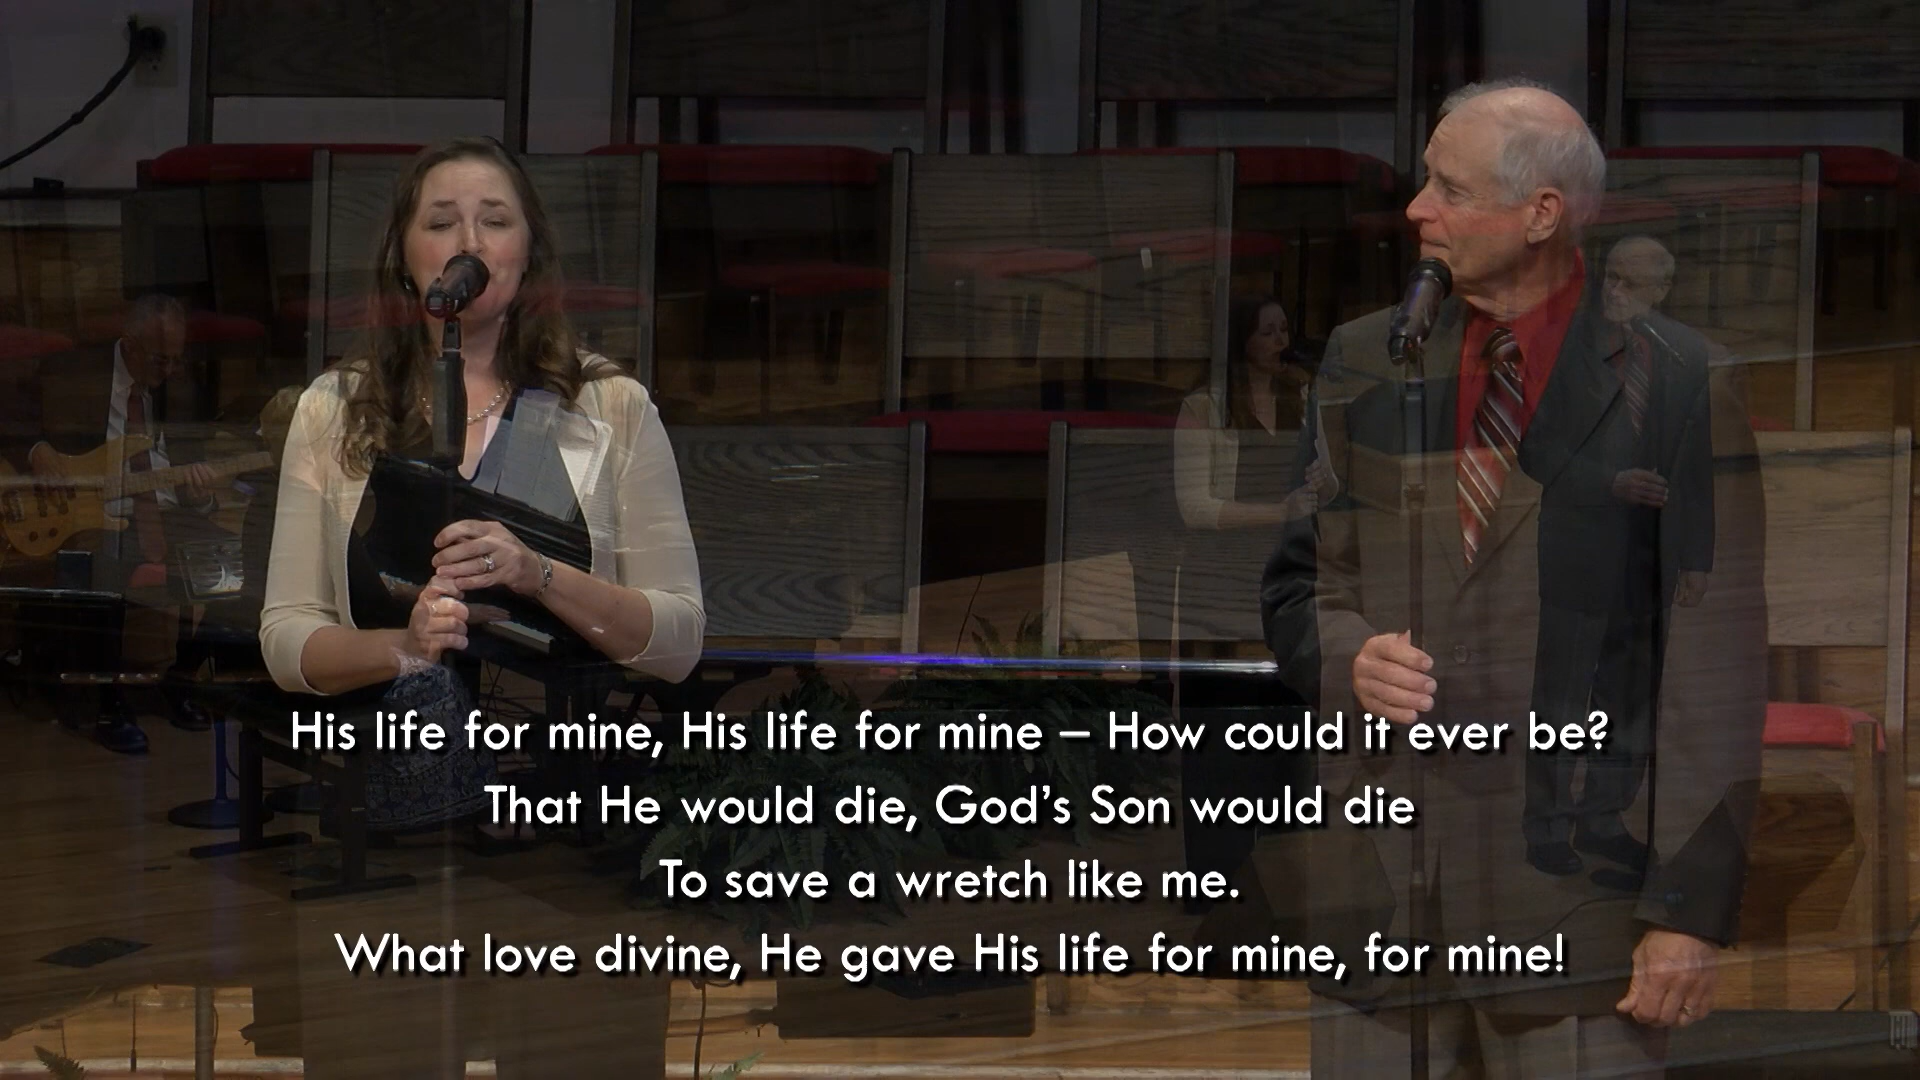 His life for mine, His life for mine – How could it ever be?
That He would die, God’s Son would die
To save a wretch like me.
What love divine, He gave His life for mine, for mine!